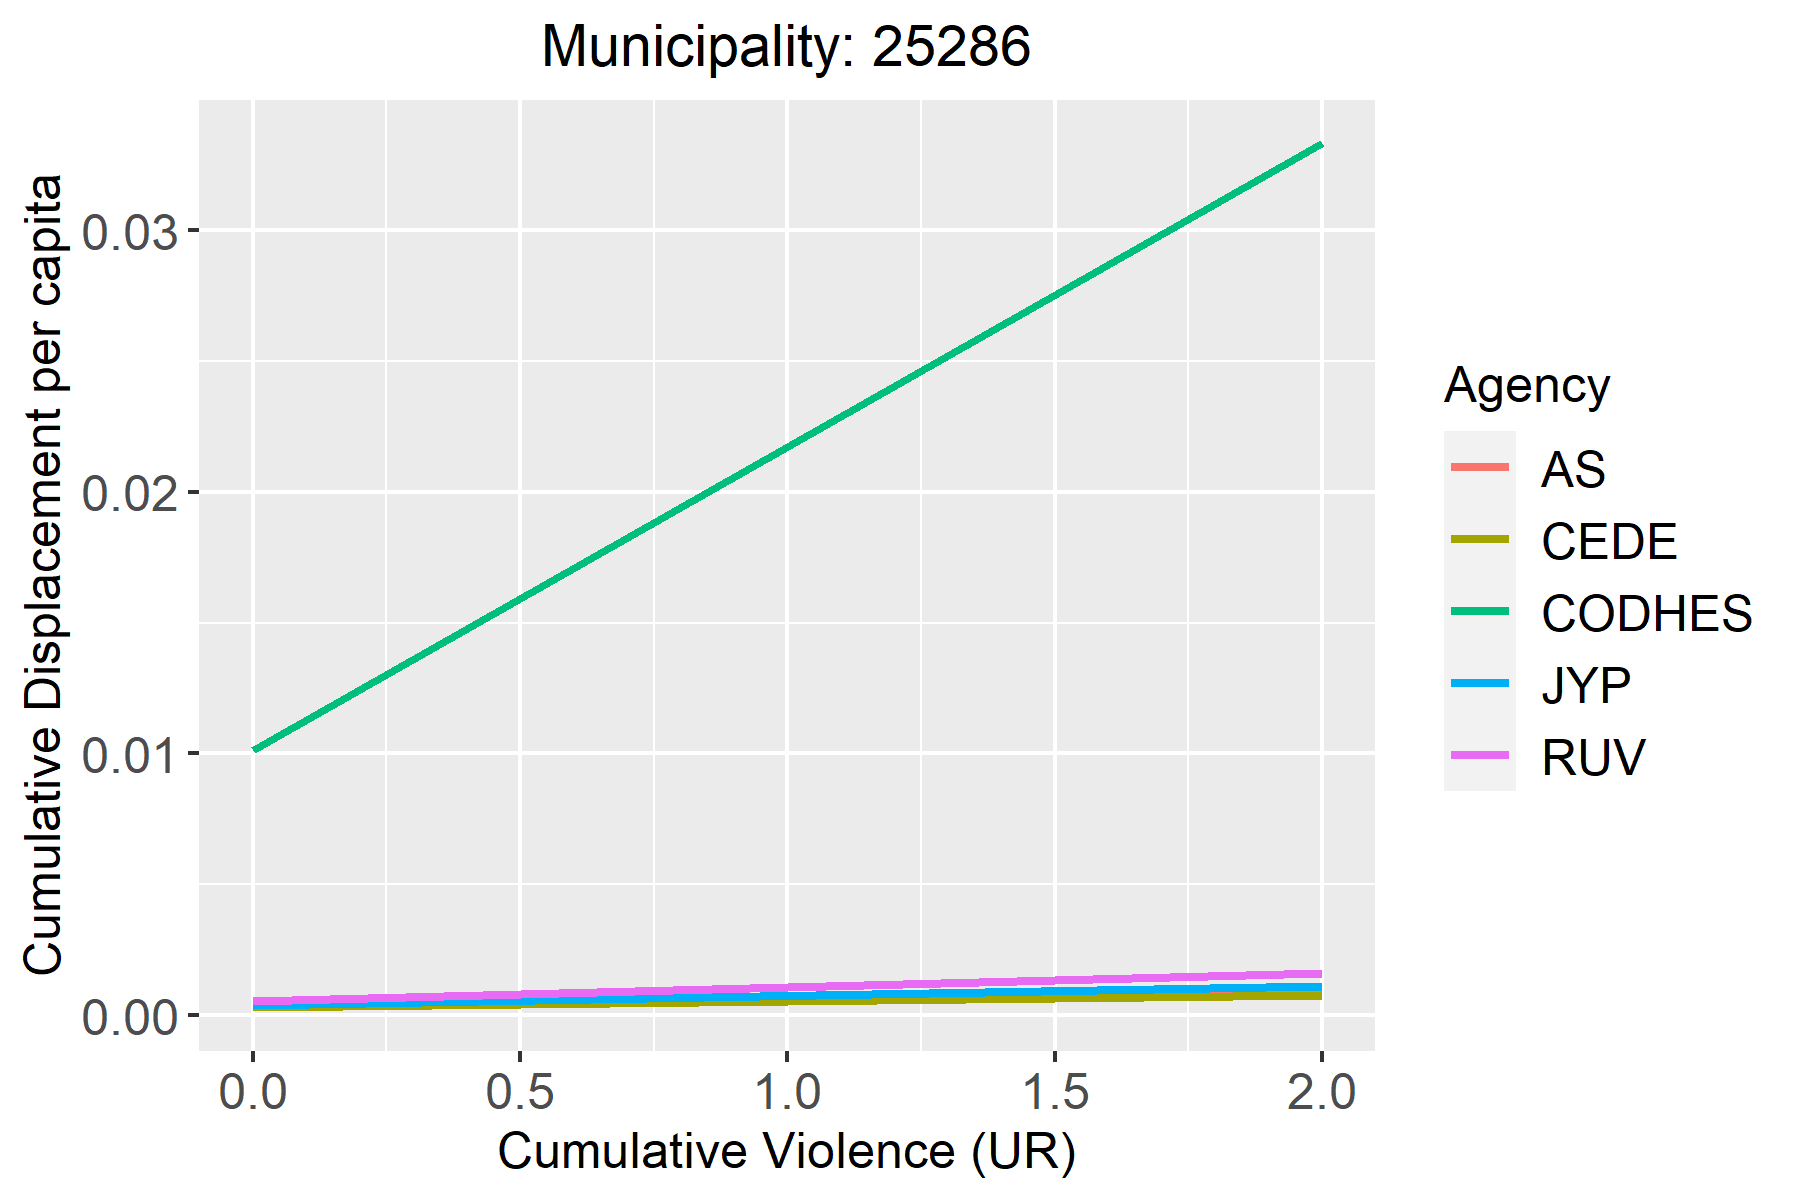 Municipality: 25286
Cumulative Displacement per capita
0.03
0.02
0.01
0.00
0.0 0.5 1.0 1.5 2.0
Cumulative Violence (UR)
Agency
AS
CEDE
CODHES
JYP
RUV